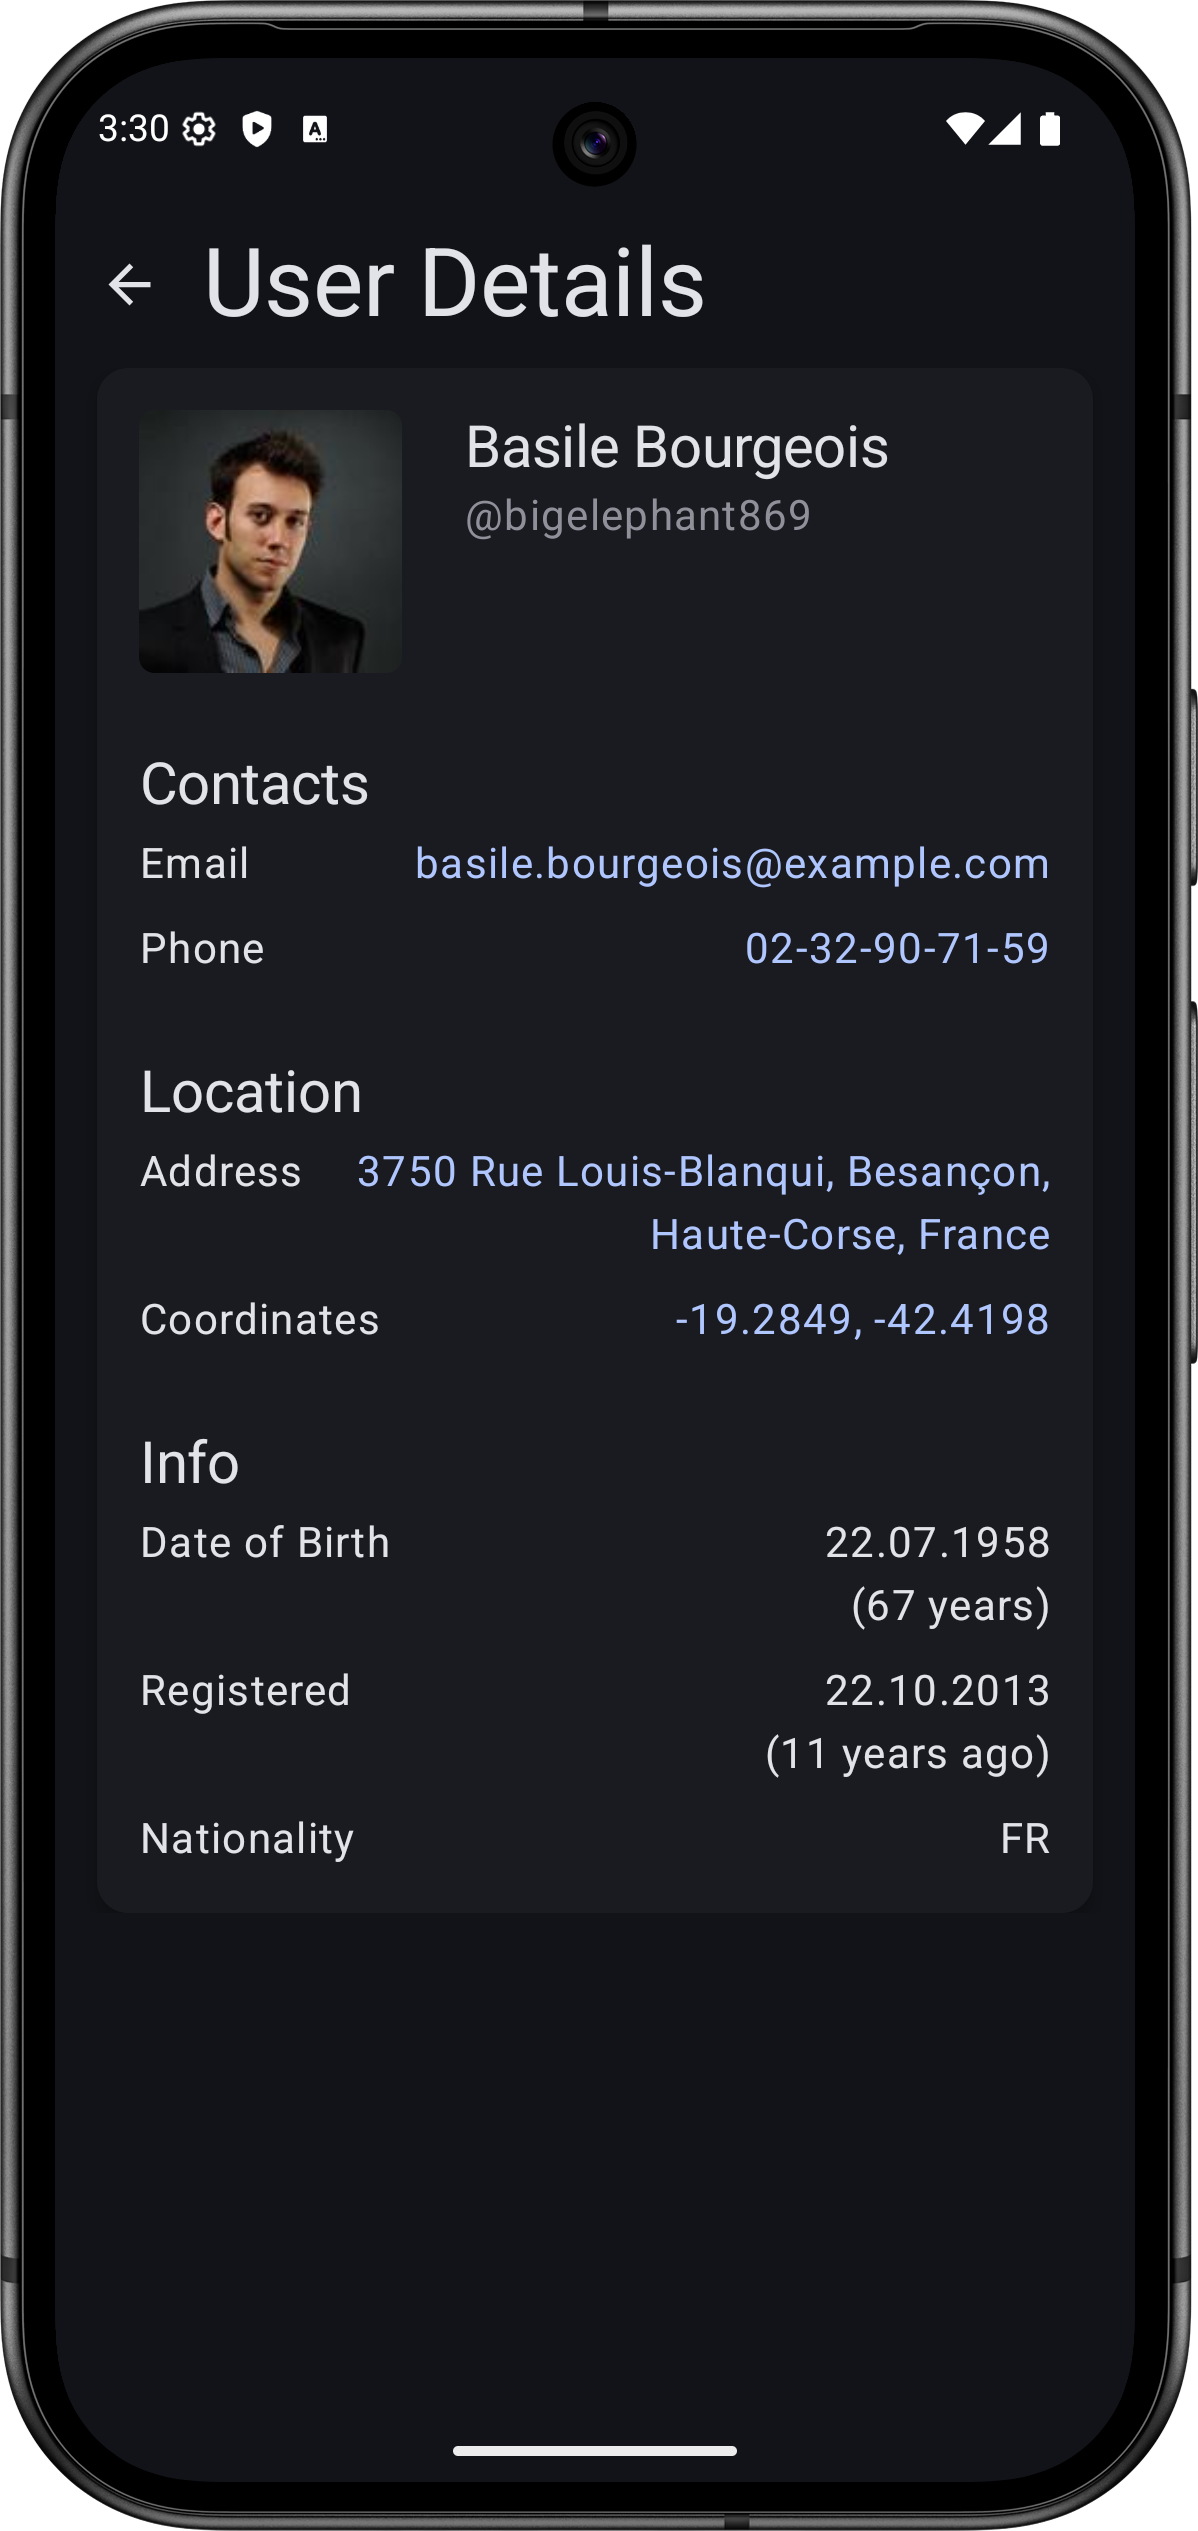 3:30
User Details
Basile Bourgeois
@bigelephant869
Contacts
Email basile.bourgeois@example.com
Phone 02-32-90-71-59
Location
Address 3750 Rue Louis-Blanqui, Besançon,
Haute-Corse, France
Coordinates -19.2849, -42.4198
Info
Date of Birth 22.07.1958
(67 years)
Registered 22.10.2013
(11 years ago)
Nationality FR